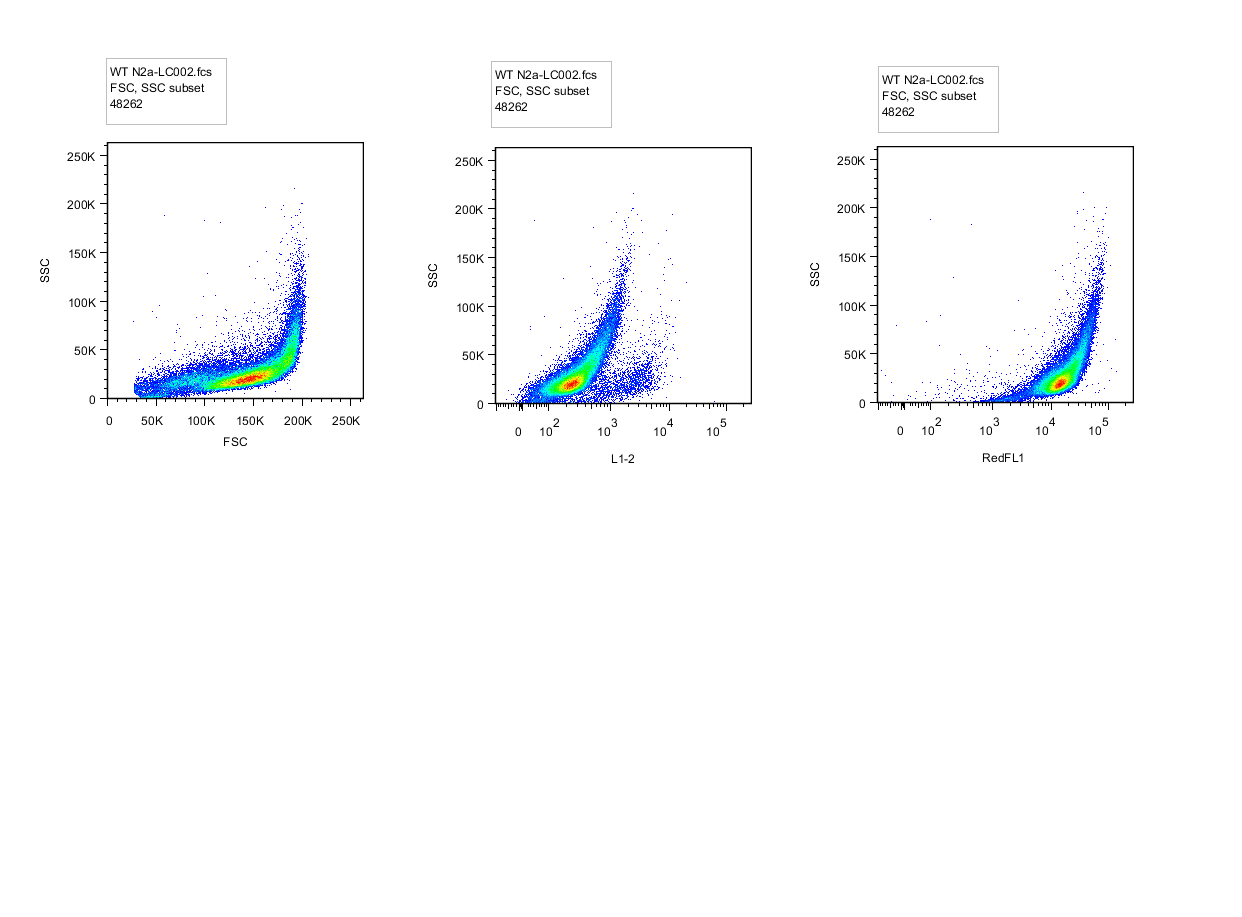 WT N2a-LC002.fcs
FSC, SSC subset
48262
250K
200K
150K
100K
50K
0
SSC
0 50K 100K 150K 200K 250K
FSC
WT N2a-LC002.fcs
FSC, SSC subset
48262
250K
200K
150K
100K
50K
0
SSC
0 10^2 10^3 10^4 10^5
L1-2
WT N2a-LC002.fcs
FSC, SSC subset
48262
250K
200K
150K
100K
50K
0
SSC
0 10^2 10^3 10^4 10^5
RedFL1